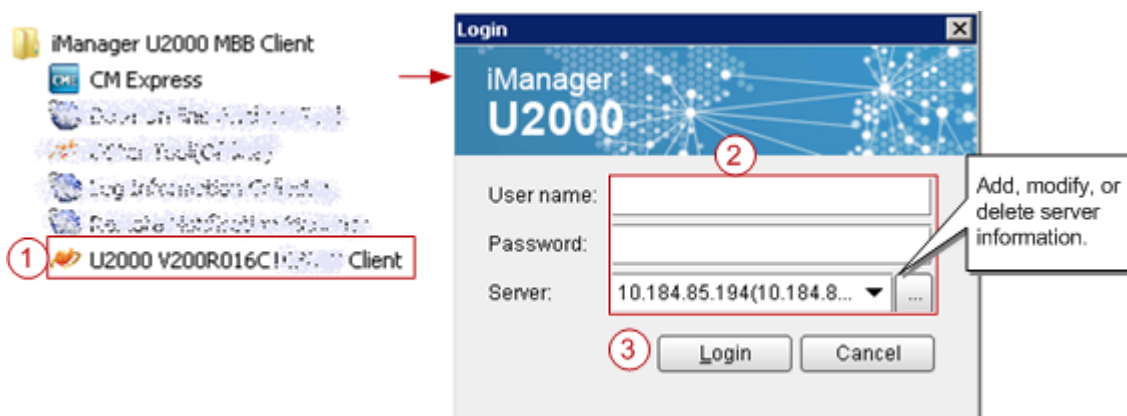 iManager U2000 MBB Client
CM Express
1
U2000 V200R016C Client
Login
iManager
U2000
2
User name:
Password:
Server:
10.184.85.194(10.184.8...
...
Add, modify, or
delete server
information.
3
Login
Cancel